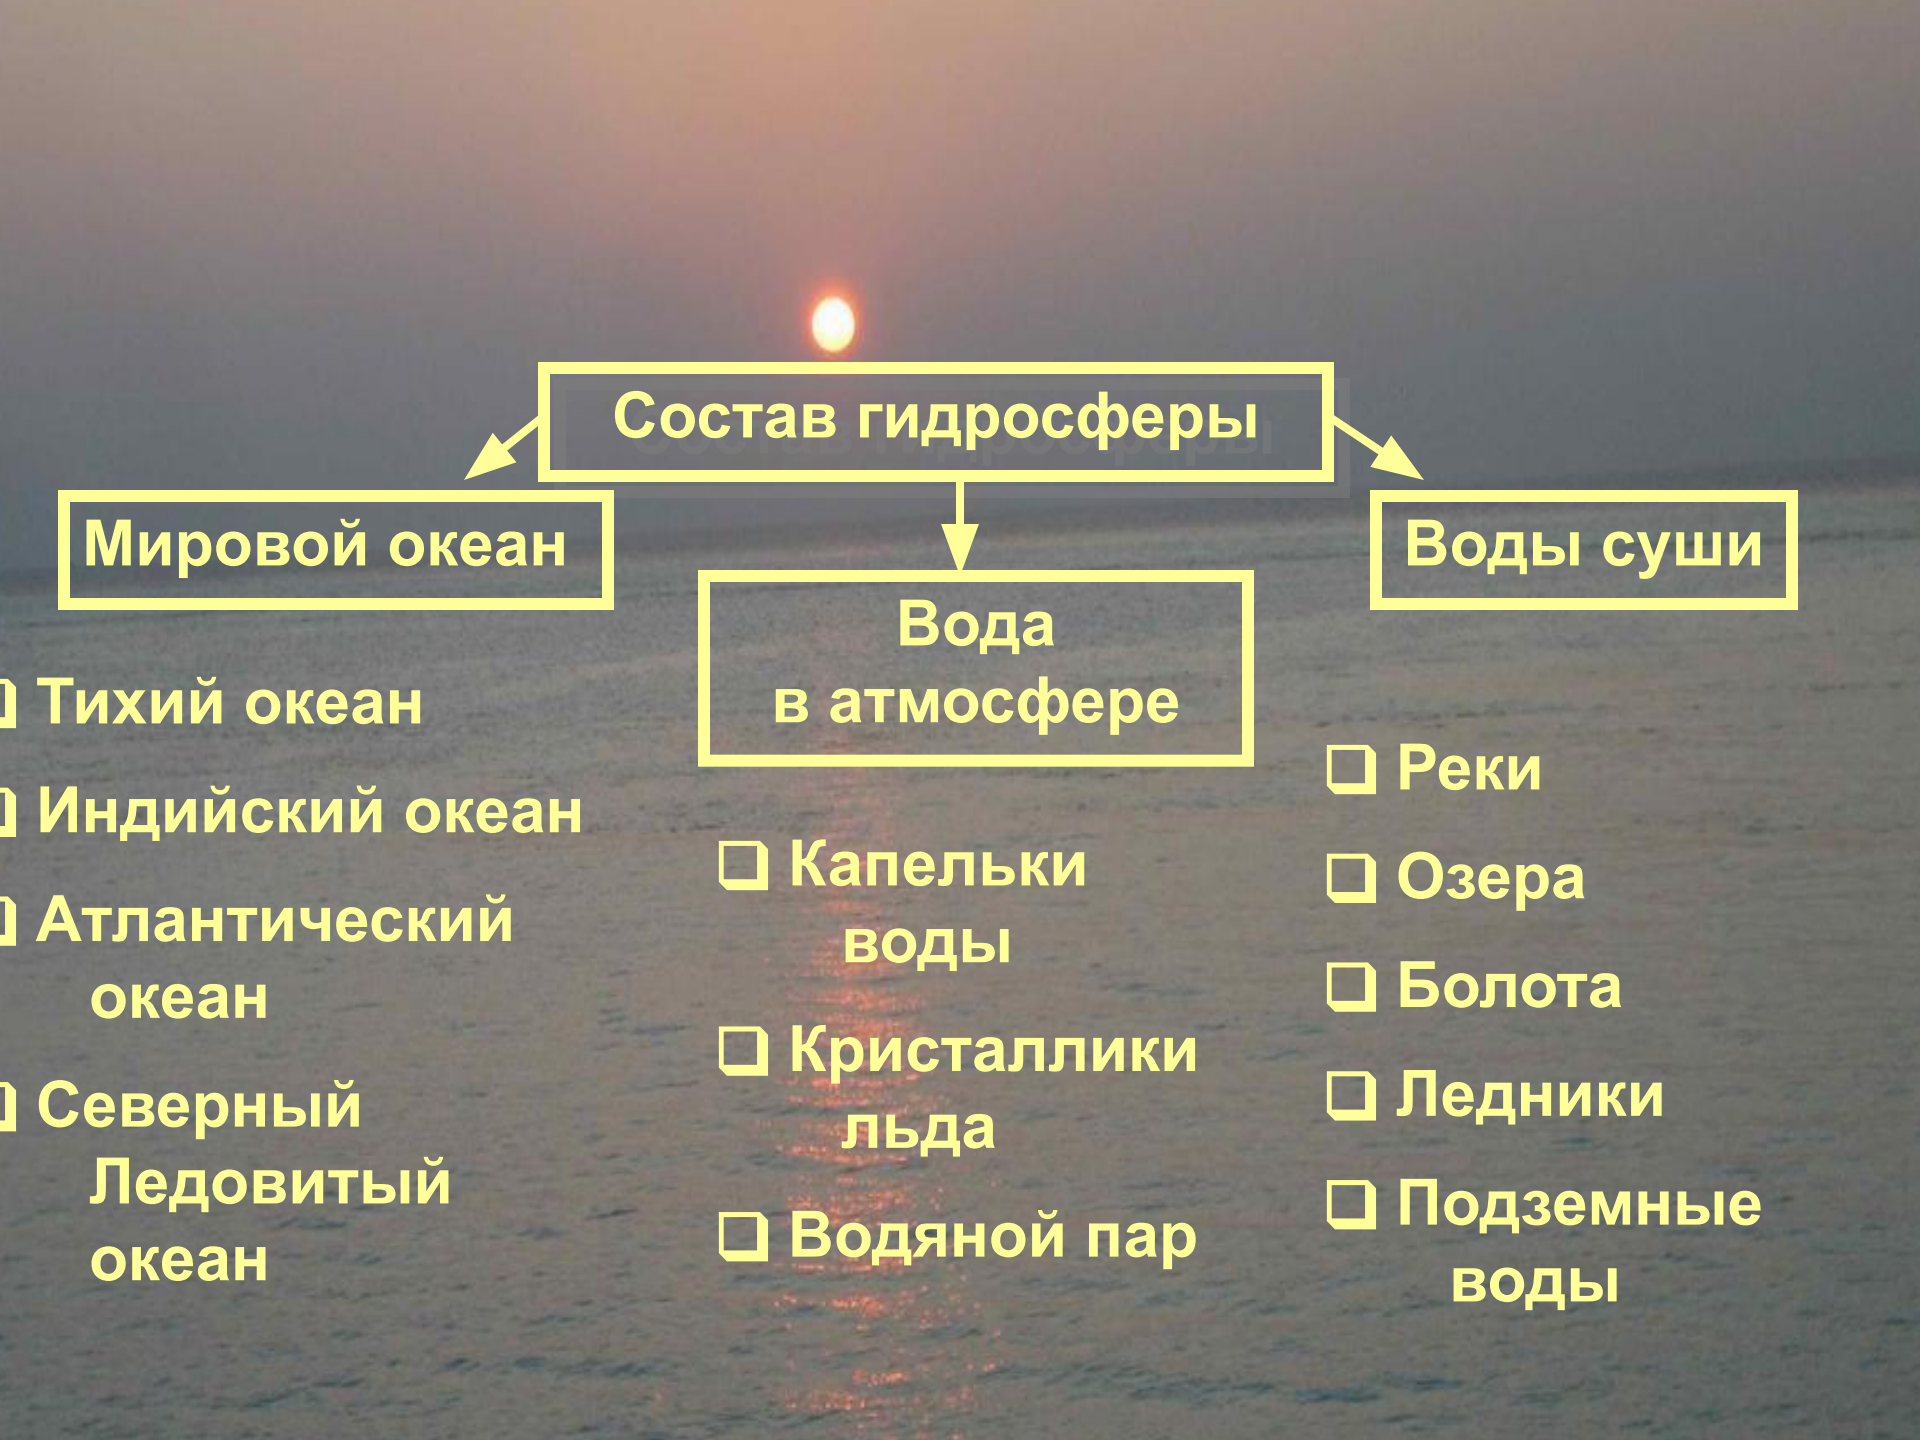 Состав гидросферы
Мировой океан
Тихий океан
Индийский океан
Атлантический
океан
Северный
Ледовитый
океан
Вода
в атмосфере
Капельки
воды
Кристаллики
льда
Водяной пар
Воды суши
Реки
Озера
Болота
Ледники
Подземные
воды